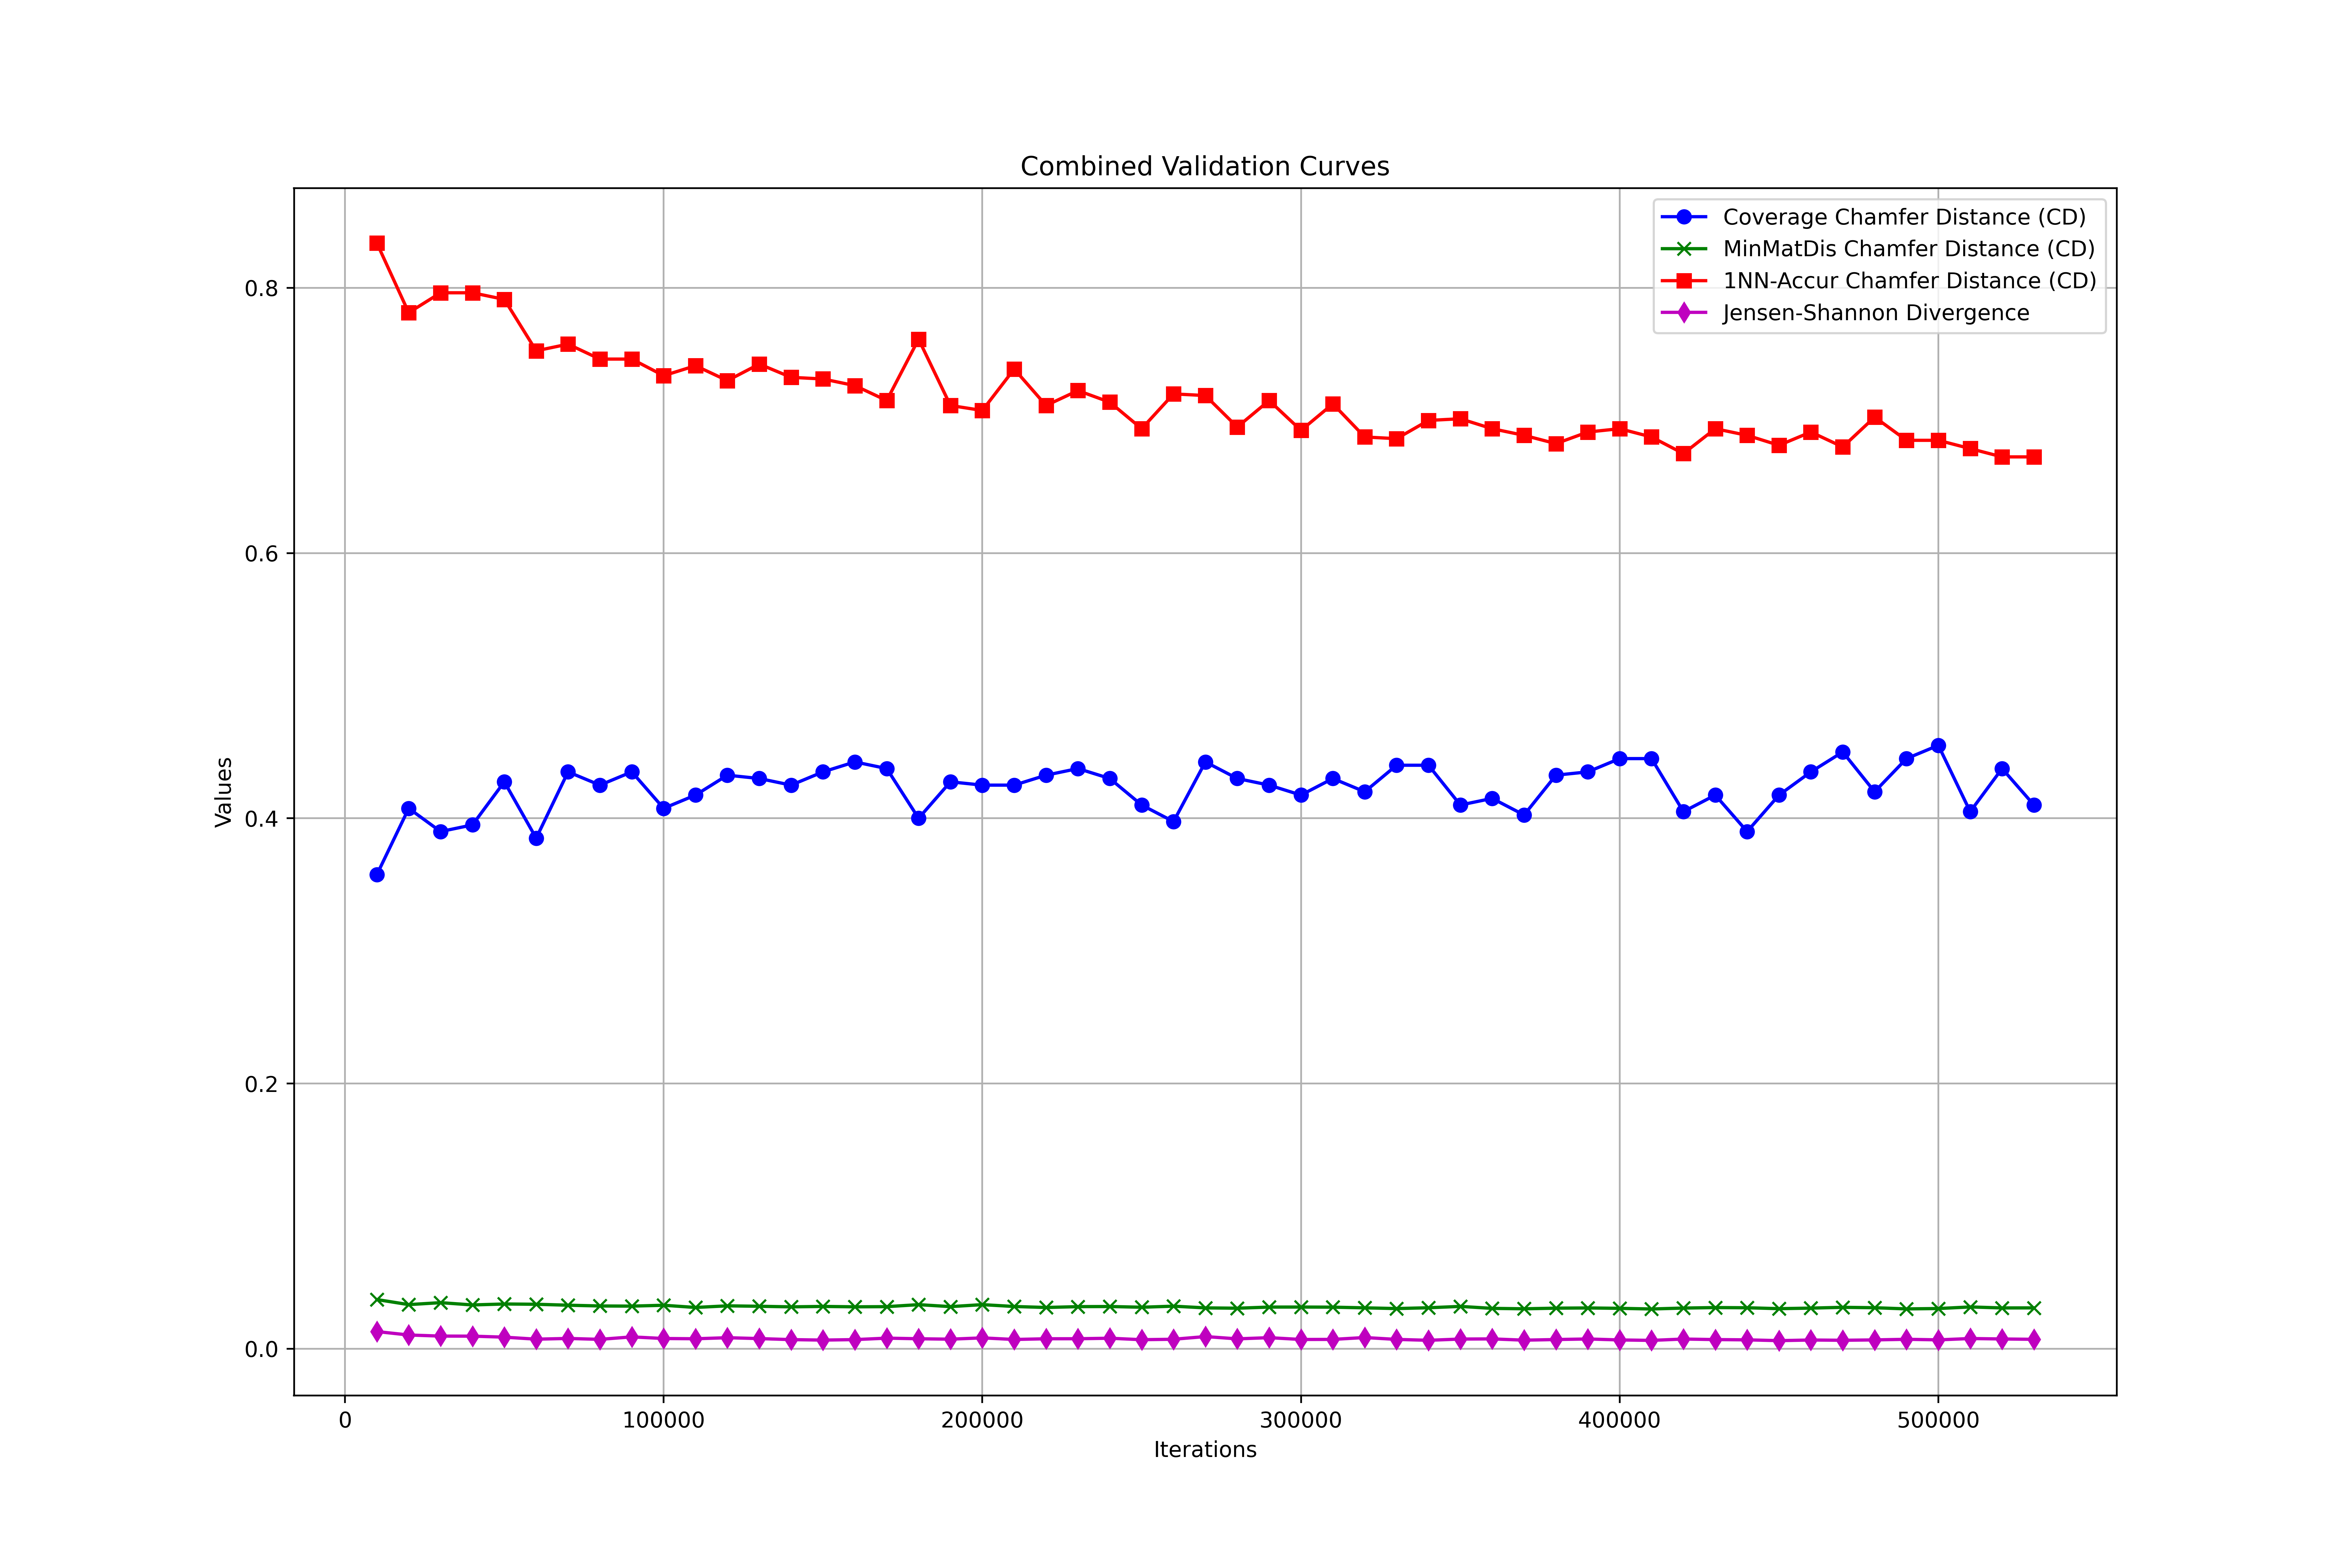 Combined Validation Curves
Coverage Chamfer Distance (CD)
MinMatDis Chamfer Distance (CD)
1NN-Accur Chamfer Distance (CD)
Jensen-Shannon Divergence
Values
0.8
0.6
0.4
0.2
0.0
0 100000 200000 300000 400000 500000
Iterations